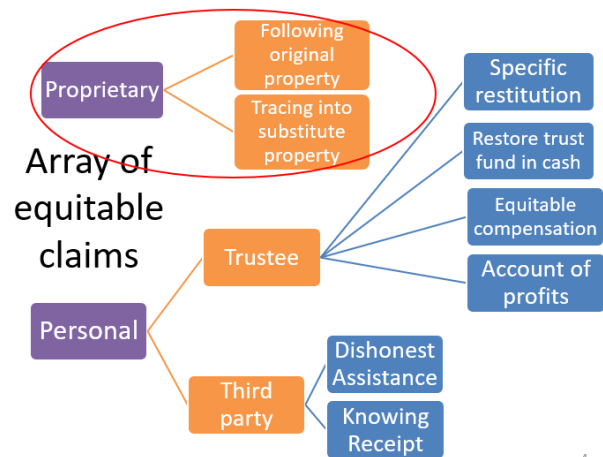 Proprietary
Following
original
property
Tracing into
substitute
property
Array of
equitable
claims
Personal
Trustee
Third
party
Specific
restitution
Restore trust
fund in cash
Equitable
compensation
Account of
profits
Dishonest
Assistance
Knowing
Receipt